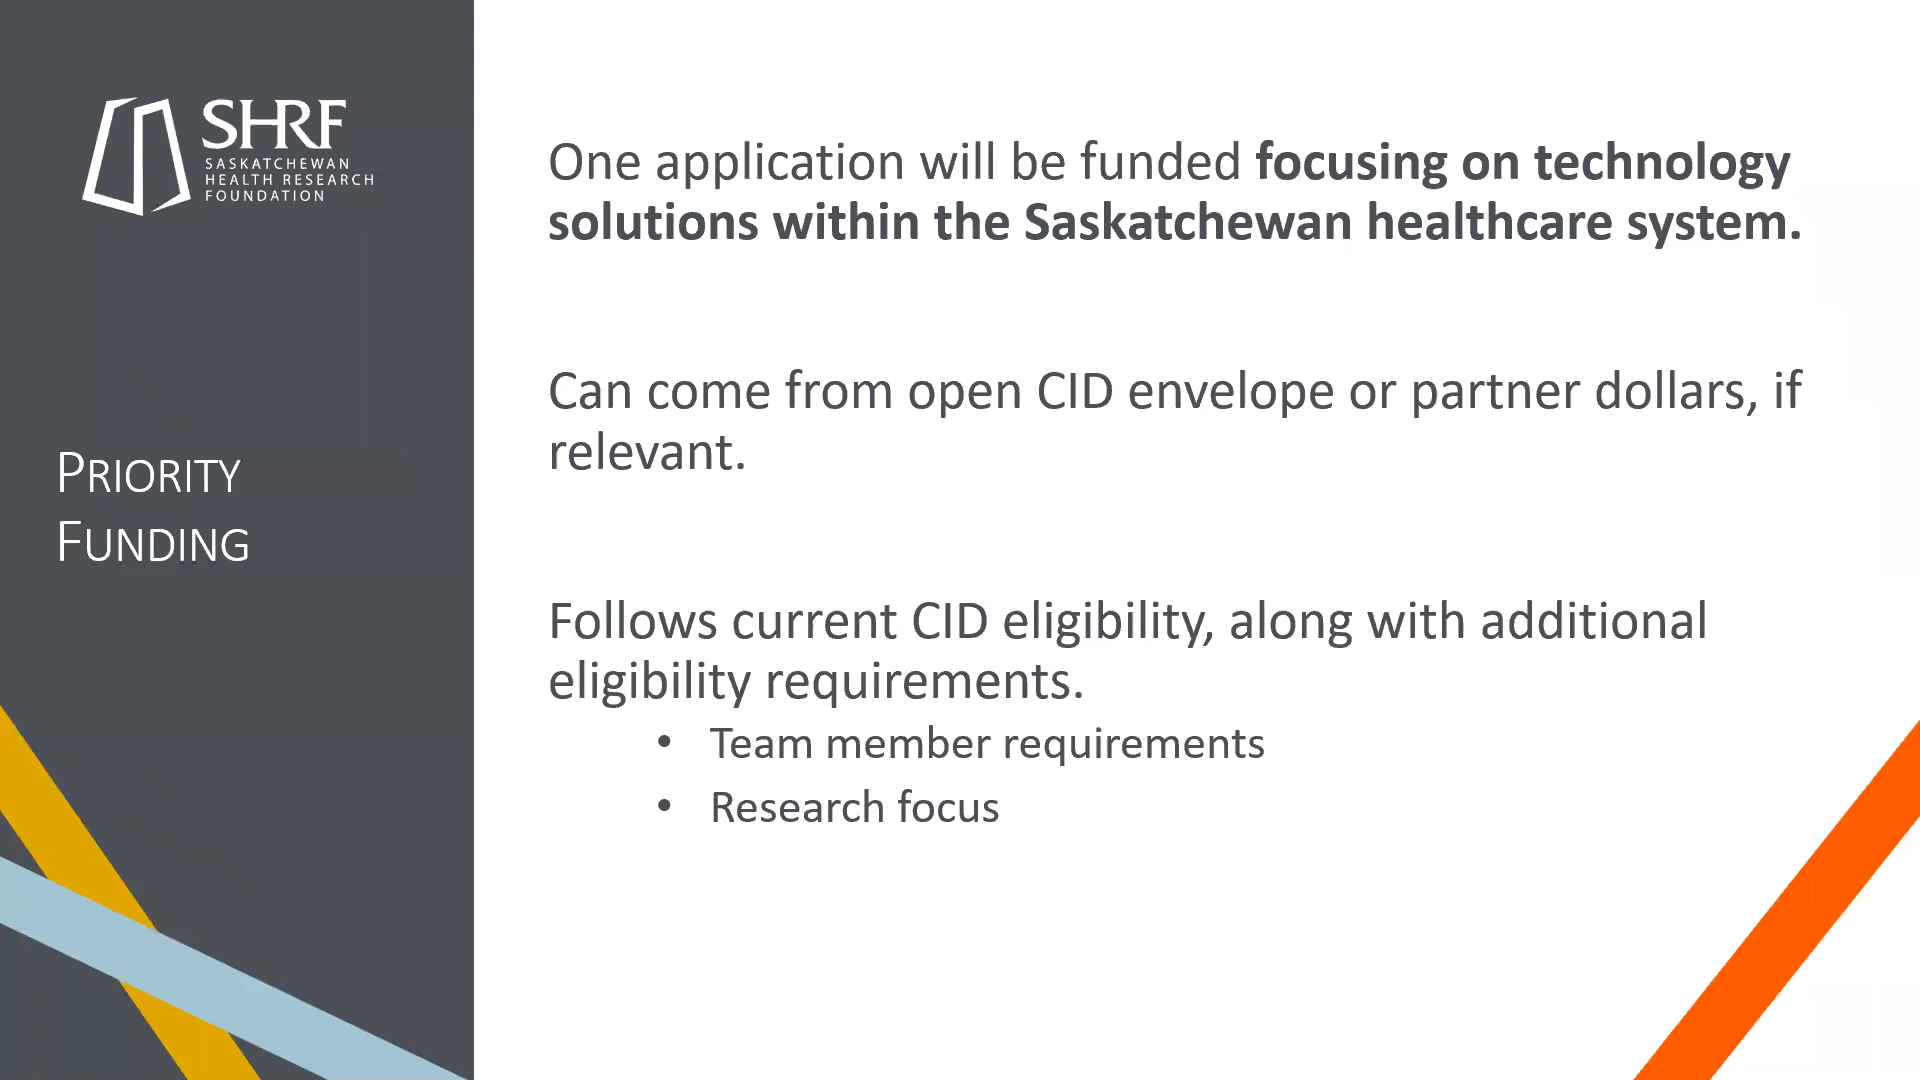 SHRF
SASKATCHEWAN
HEALTH RESEARCH
FOUNDATION
PRIORITY
FUNDING
One application will be funded focusing on technology
solutions within the Saskatchewan healthcare system.
Can come from open CID envelope or partner dollars, if
relevant.
Follows current CID eligibility, along with additional
eligibility requirements.
• Team member requirements
• Research focus